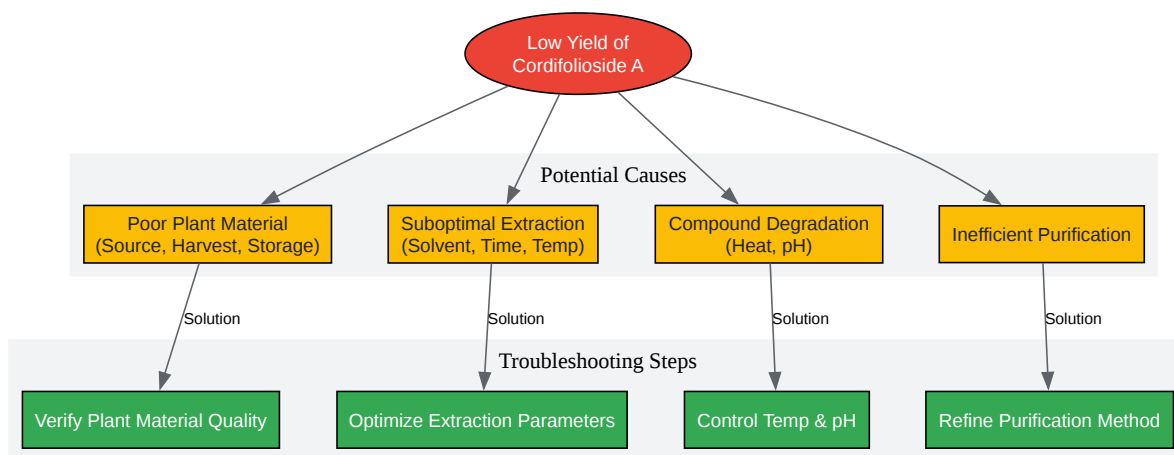 Low Yield of
Cordifolioside A
Potential Causes
Poor Plant Material
(Source, Harvest, Storage)
Suboptimal Extraction
(Solvent, Time, Temp)
Compound Degradation
(Heat, pH)
Inefficient Purification
Solution
Solution
Solution
Solution
Troubleshooting Steps
Verify Plant Material Quality
Optimize Extraction Parameters
Control Temp & pH
Refine Purification Method